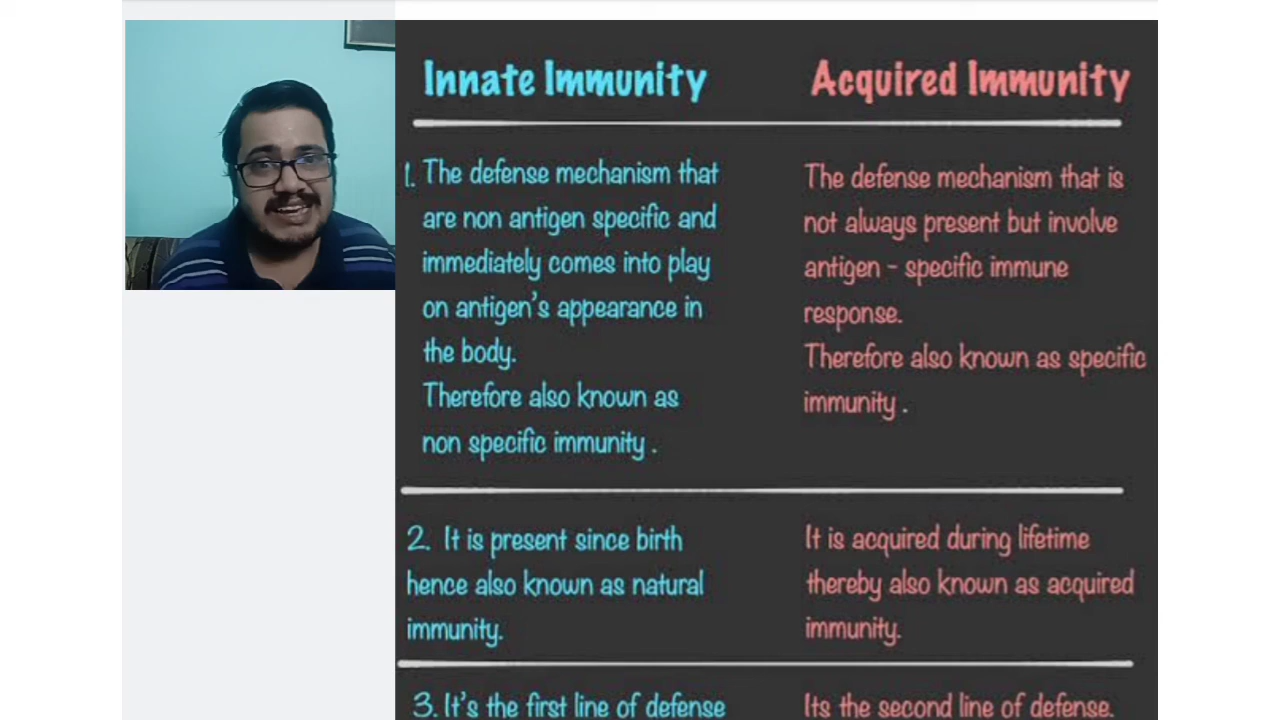 Innate Immunity
Acquired Immunity
1. The defense mechanism that
are non antigen specific and
immediately comes into play
on antigen's appearance in
the body.
Therefore also known as
non specific immunity .
The defense mechanism that is
not always present but involve
antigen - specific immune
response.
Therefore also known as specific
immunity .
2. It is present since birth
hence also known as natural
immunity.
It is acquired during lifetime
thereby also known as acquired
immunity.
3. It's the first line of defense
Its the second line of defense.